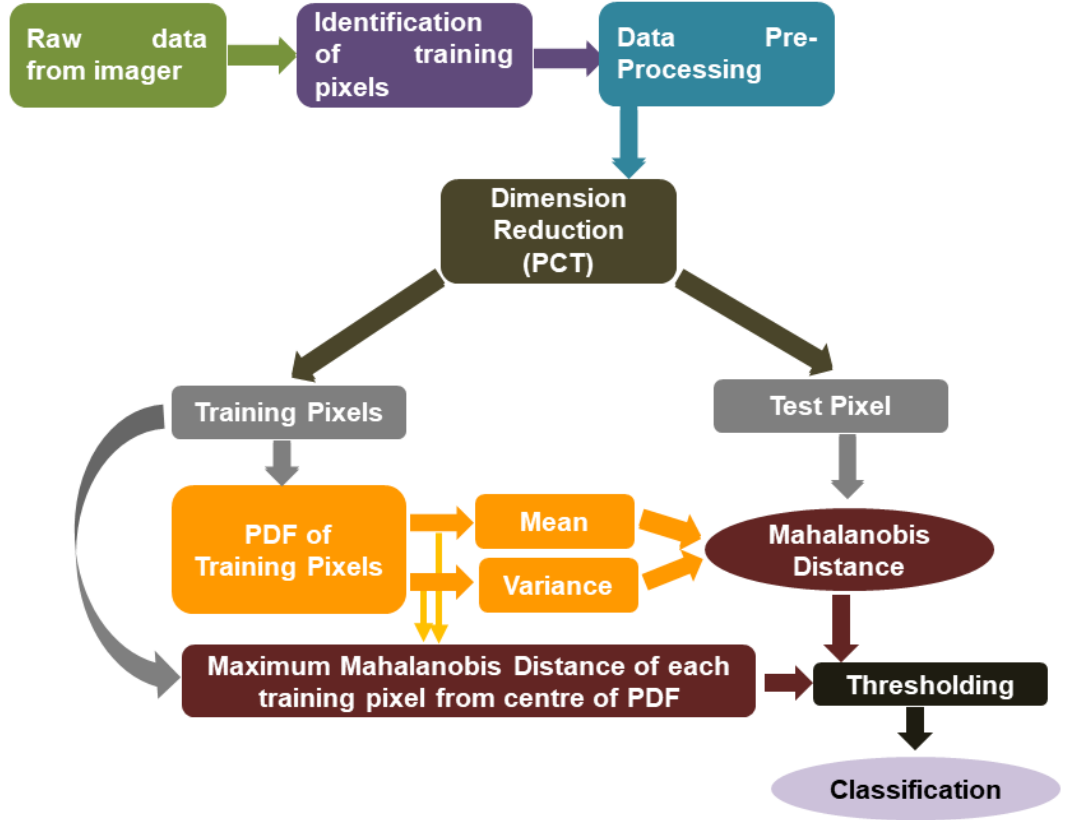 Raw data
from imager
Identification
of training
pixels
Data Pre-
Processing
Dimension
Reduction
(PCT)
Training Pixels
Test Pixel
PDF of
Training Pixels
Mean
Variance
Mahalanobis
Distance
Maximum Mahalanobis Distance of each
training pixel from centre of PDF
Thresholding
Classification